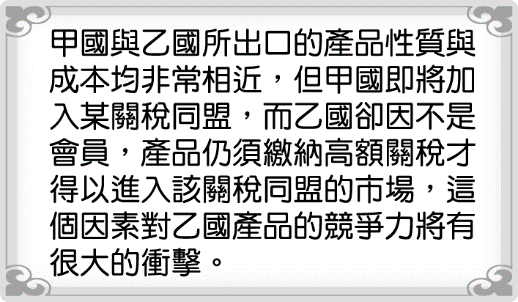 甲國與乙國所出口的產品性質與
成本均非常相近，但甲國即將加
入某關稅同盟，而乙國卻因不是
會員，產品仍須繳納高額關稅才
得以進入該關稅同盟的市場，這
個因素對乙國產品的競爭力將有
很大的衝擊。